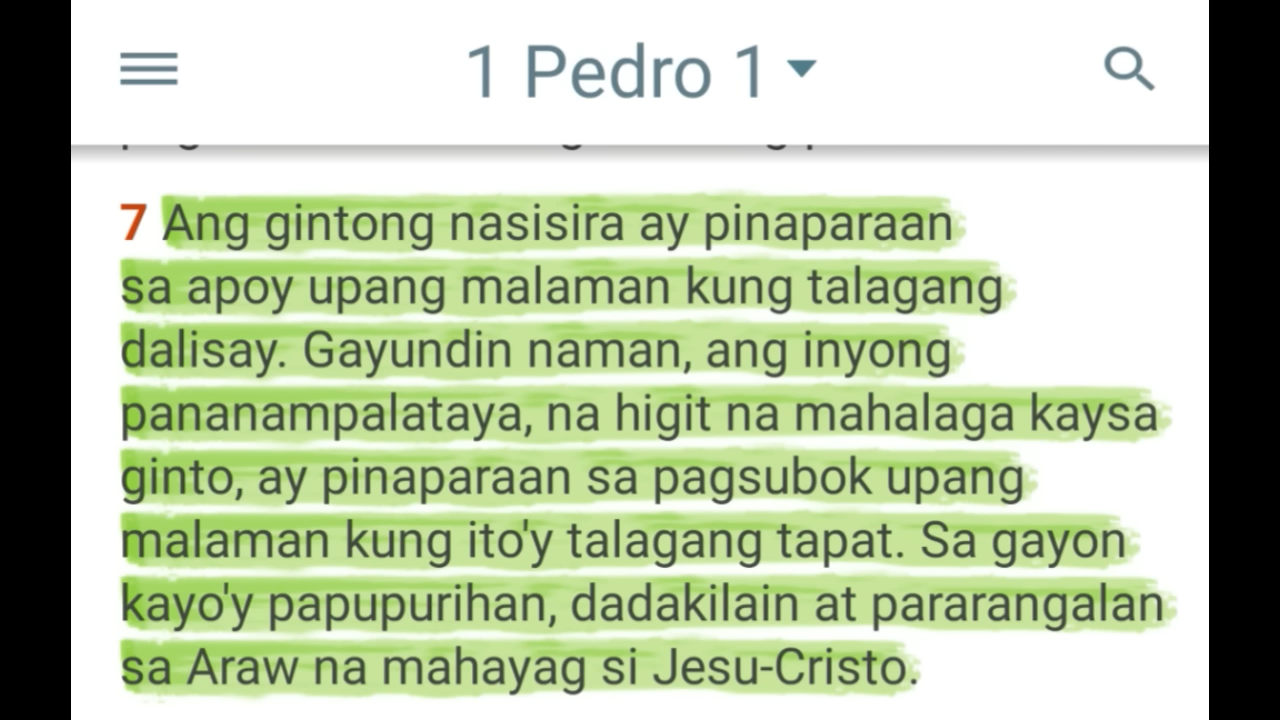 1 Pedro 1
7 Ang gintong nasisira ay pinaparaan
sa apoy upang malaman kung talagang
dalisay. Gayundin naman, ang inyong
pananampalataya, na higit na mahalaga kaysa
ginto, ay pinaparaan sa pagsubok upang
malaman kung ito'y talagang tapat. Sa gayon
kayo'y papupurihan, dadakilain at pararangalan
sa Araw na mahayag si Jesu-Cristo.